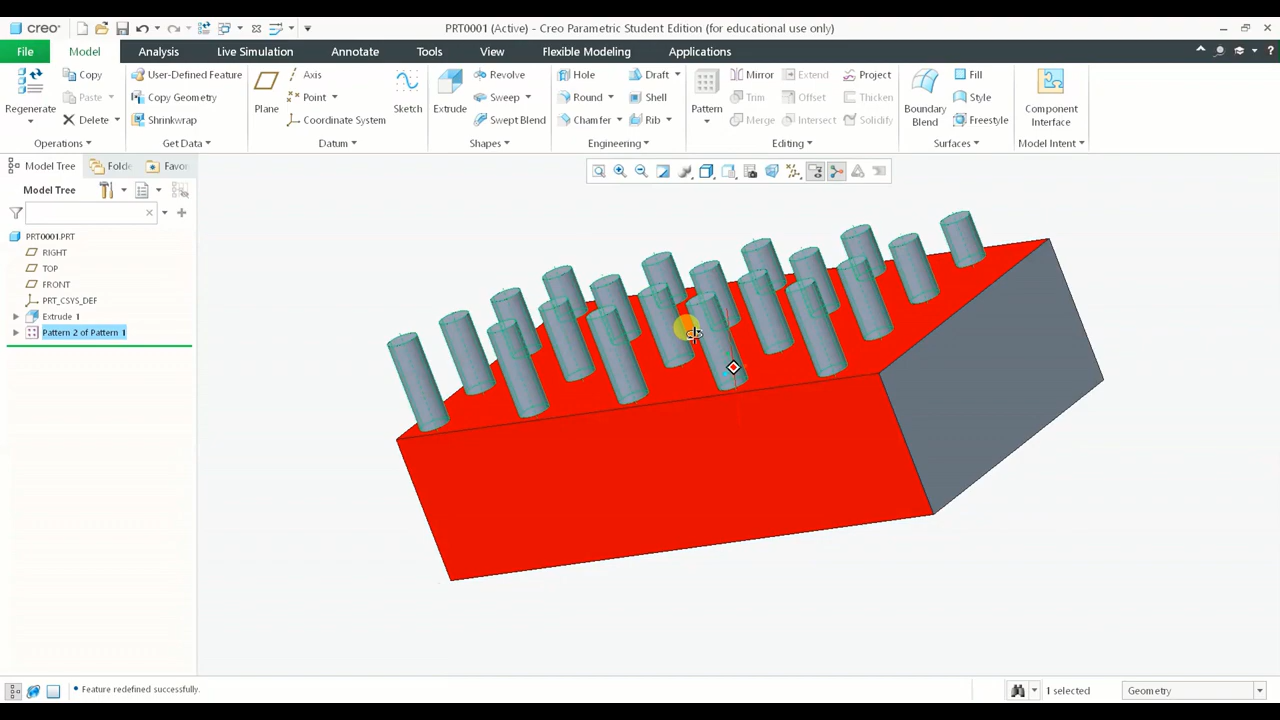 creo PRT0001 (Active) - Creo Parametric Student Edition (for educational use only)
File Model Analysis Live Simulation Annotate Tools View Flexible Modeling Applications
Copy User-Defined Feature Axis Revolve Hole Draft Mirror Extend Project Fill
Regenerate Paste Copy Geometry Plane Point Sketch Extrude Sweep Round Shell Pattern Trim Offset Thicken Boundary Blend Style Component Interface
Delete Shrinkwrap Coordinate System Swept Blend Chamfer Rib Merge Intersect Solidify Freestyle
Operations Get Data Datum Shapes Engineering Editing Surfaces Model Intent
Model Tree Folde Favor
Model Tree
PRT0001.PRT
RIGHT
TOP
FRONT
PRT_CSYS_DEF
Extrude 1
Pattern 2 of Pattern 1
• Feature redefined successfully. 1 selected Geometry